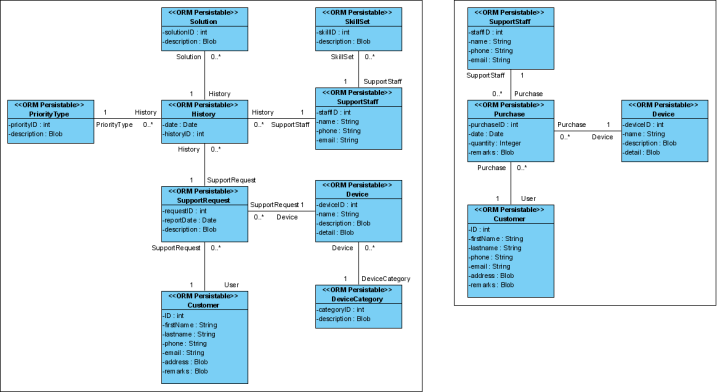 <<ORM Persistable>>
Solution
-solutionID : int
-description : Blob
Solution
0..*
1
History
<<ORM Persistable>>
SkillSet
-skillID : int
-description : Blob
SkillSet
0..*
1
SupportStaff
<<ORM Persistable>>
PriorityType
-priorityID : int
-description : Blob
1
History
PriorityType
0..*
<<ORM Persistable>>
History
-date : Date
-historyID : int
History
1
0..*
SupportStaff
<<ORM Persistable>>
SupportStaff
-staffID : int
-name : String
-phone : String
-email : String
History
0..*
1
SupportRequest
<<ORM Persistable>>
SupportRequest
-requestID : int
-reportDate : Date
-description : Blob
SupportRequest 1
0..*
Device
<<ORM Persistable>>
Device
-deviceID : int
-name : String
-description : Blob
-detail : Blob
SupportRequest
0..*
1
User
Device
0..*
1
DeviceCategory
<<ORM Persistable>>
Customer
-ID : int
-firstName : String
-lastname : String
-phone : String
-email : String
-address : Blob
-remarks : Blob
<<ORM Persistable>>
DeviceCategory
-categoryID : int
-description : Blob
<<ORM Persistable>>
SupportStaff
-staffID : int
-name : String
-phone : String
-email : String
SupportStaff
1
0..*
Purchase
<<ORM Persistable>>
Purchase
-purchaseID : int
-date : Date
-quantity : Integer
-remarks : Blob
Purchase
1
0..*
Device
<<ORM Persistable>>
Device
-deviceID : int
-name : String
-description : Blob
-detail : Blob
Purchase
0..*
1
User
<<ORM Persistable>>
Customer
-ID : int
-firstName : String
-lastname : String
-phone : String
-email : String
-address : Blob
-remarks : Blob